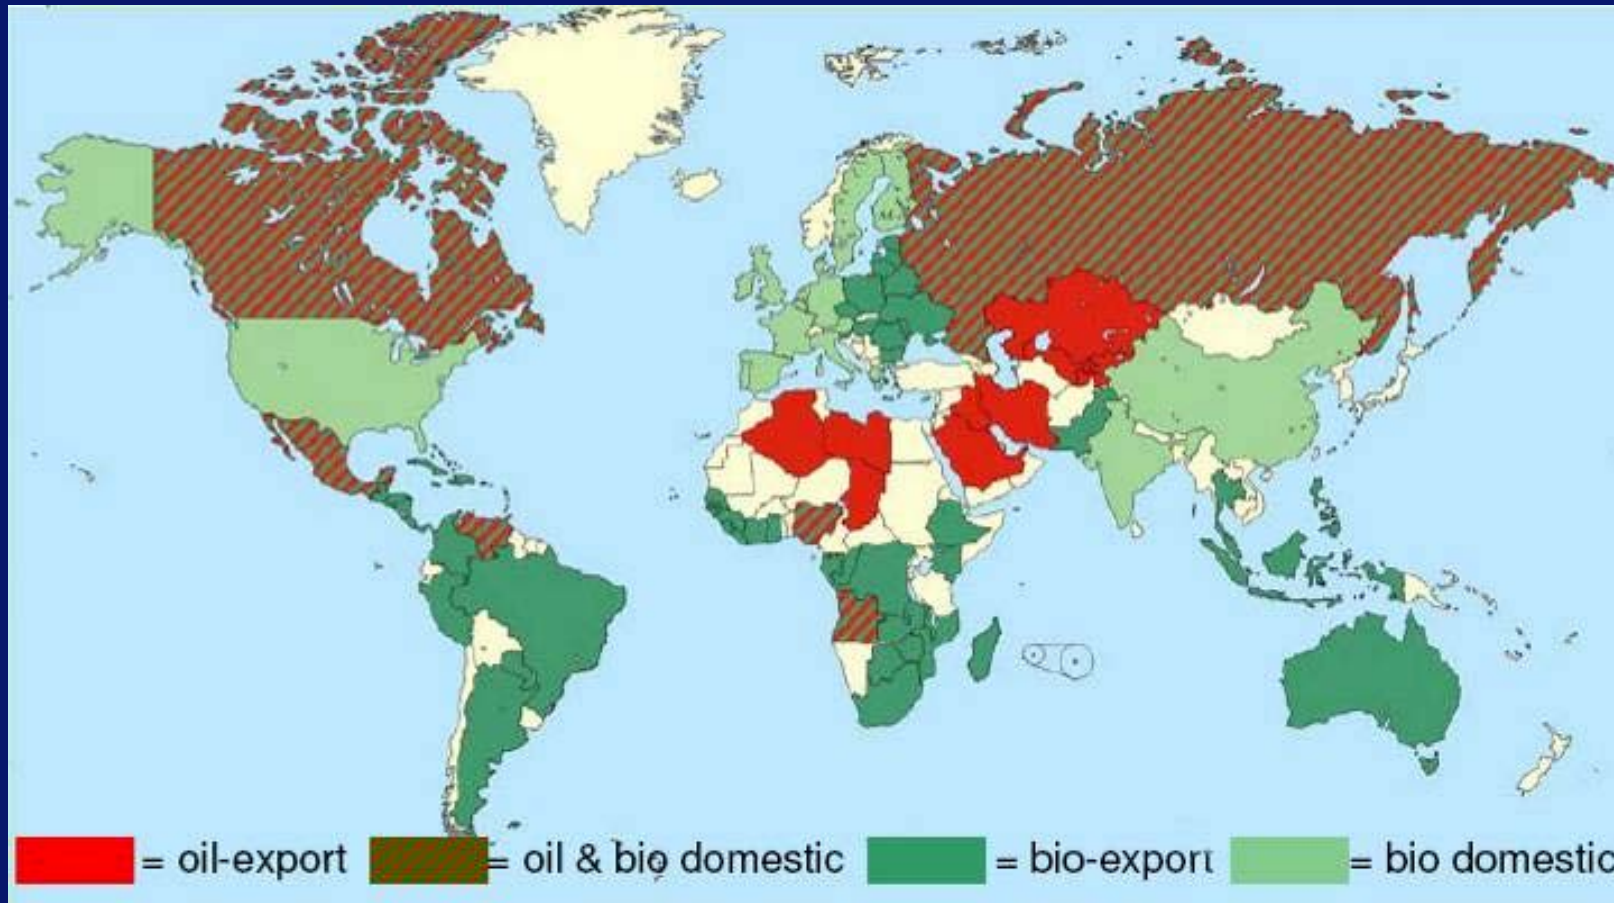 = oil-export = oil & bio domestic = bio-export = bio domestic